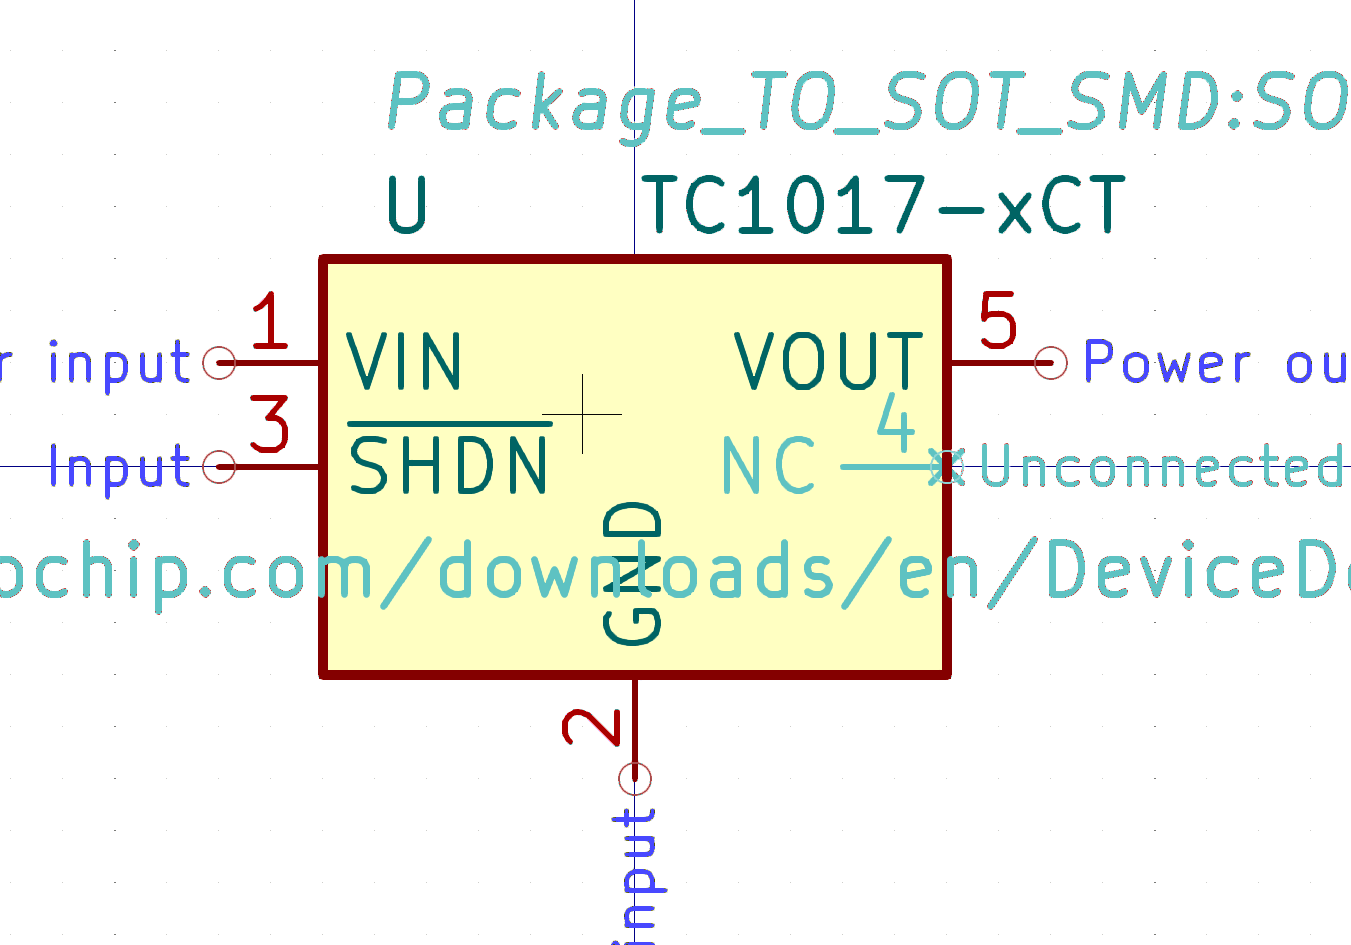 Package_TO_SOT_SMD:SO
U TC1017-xCT
1 5
r input VIN VOUT Power ou
3 4
Input SHDN NC Unconnected
GND
ochip.com/downloads/en/DeviceD
2
input